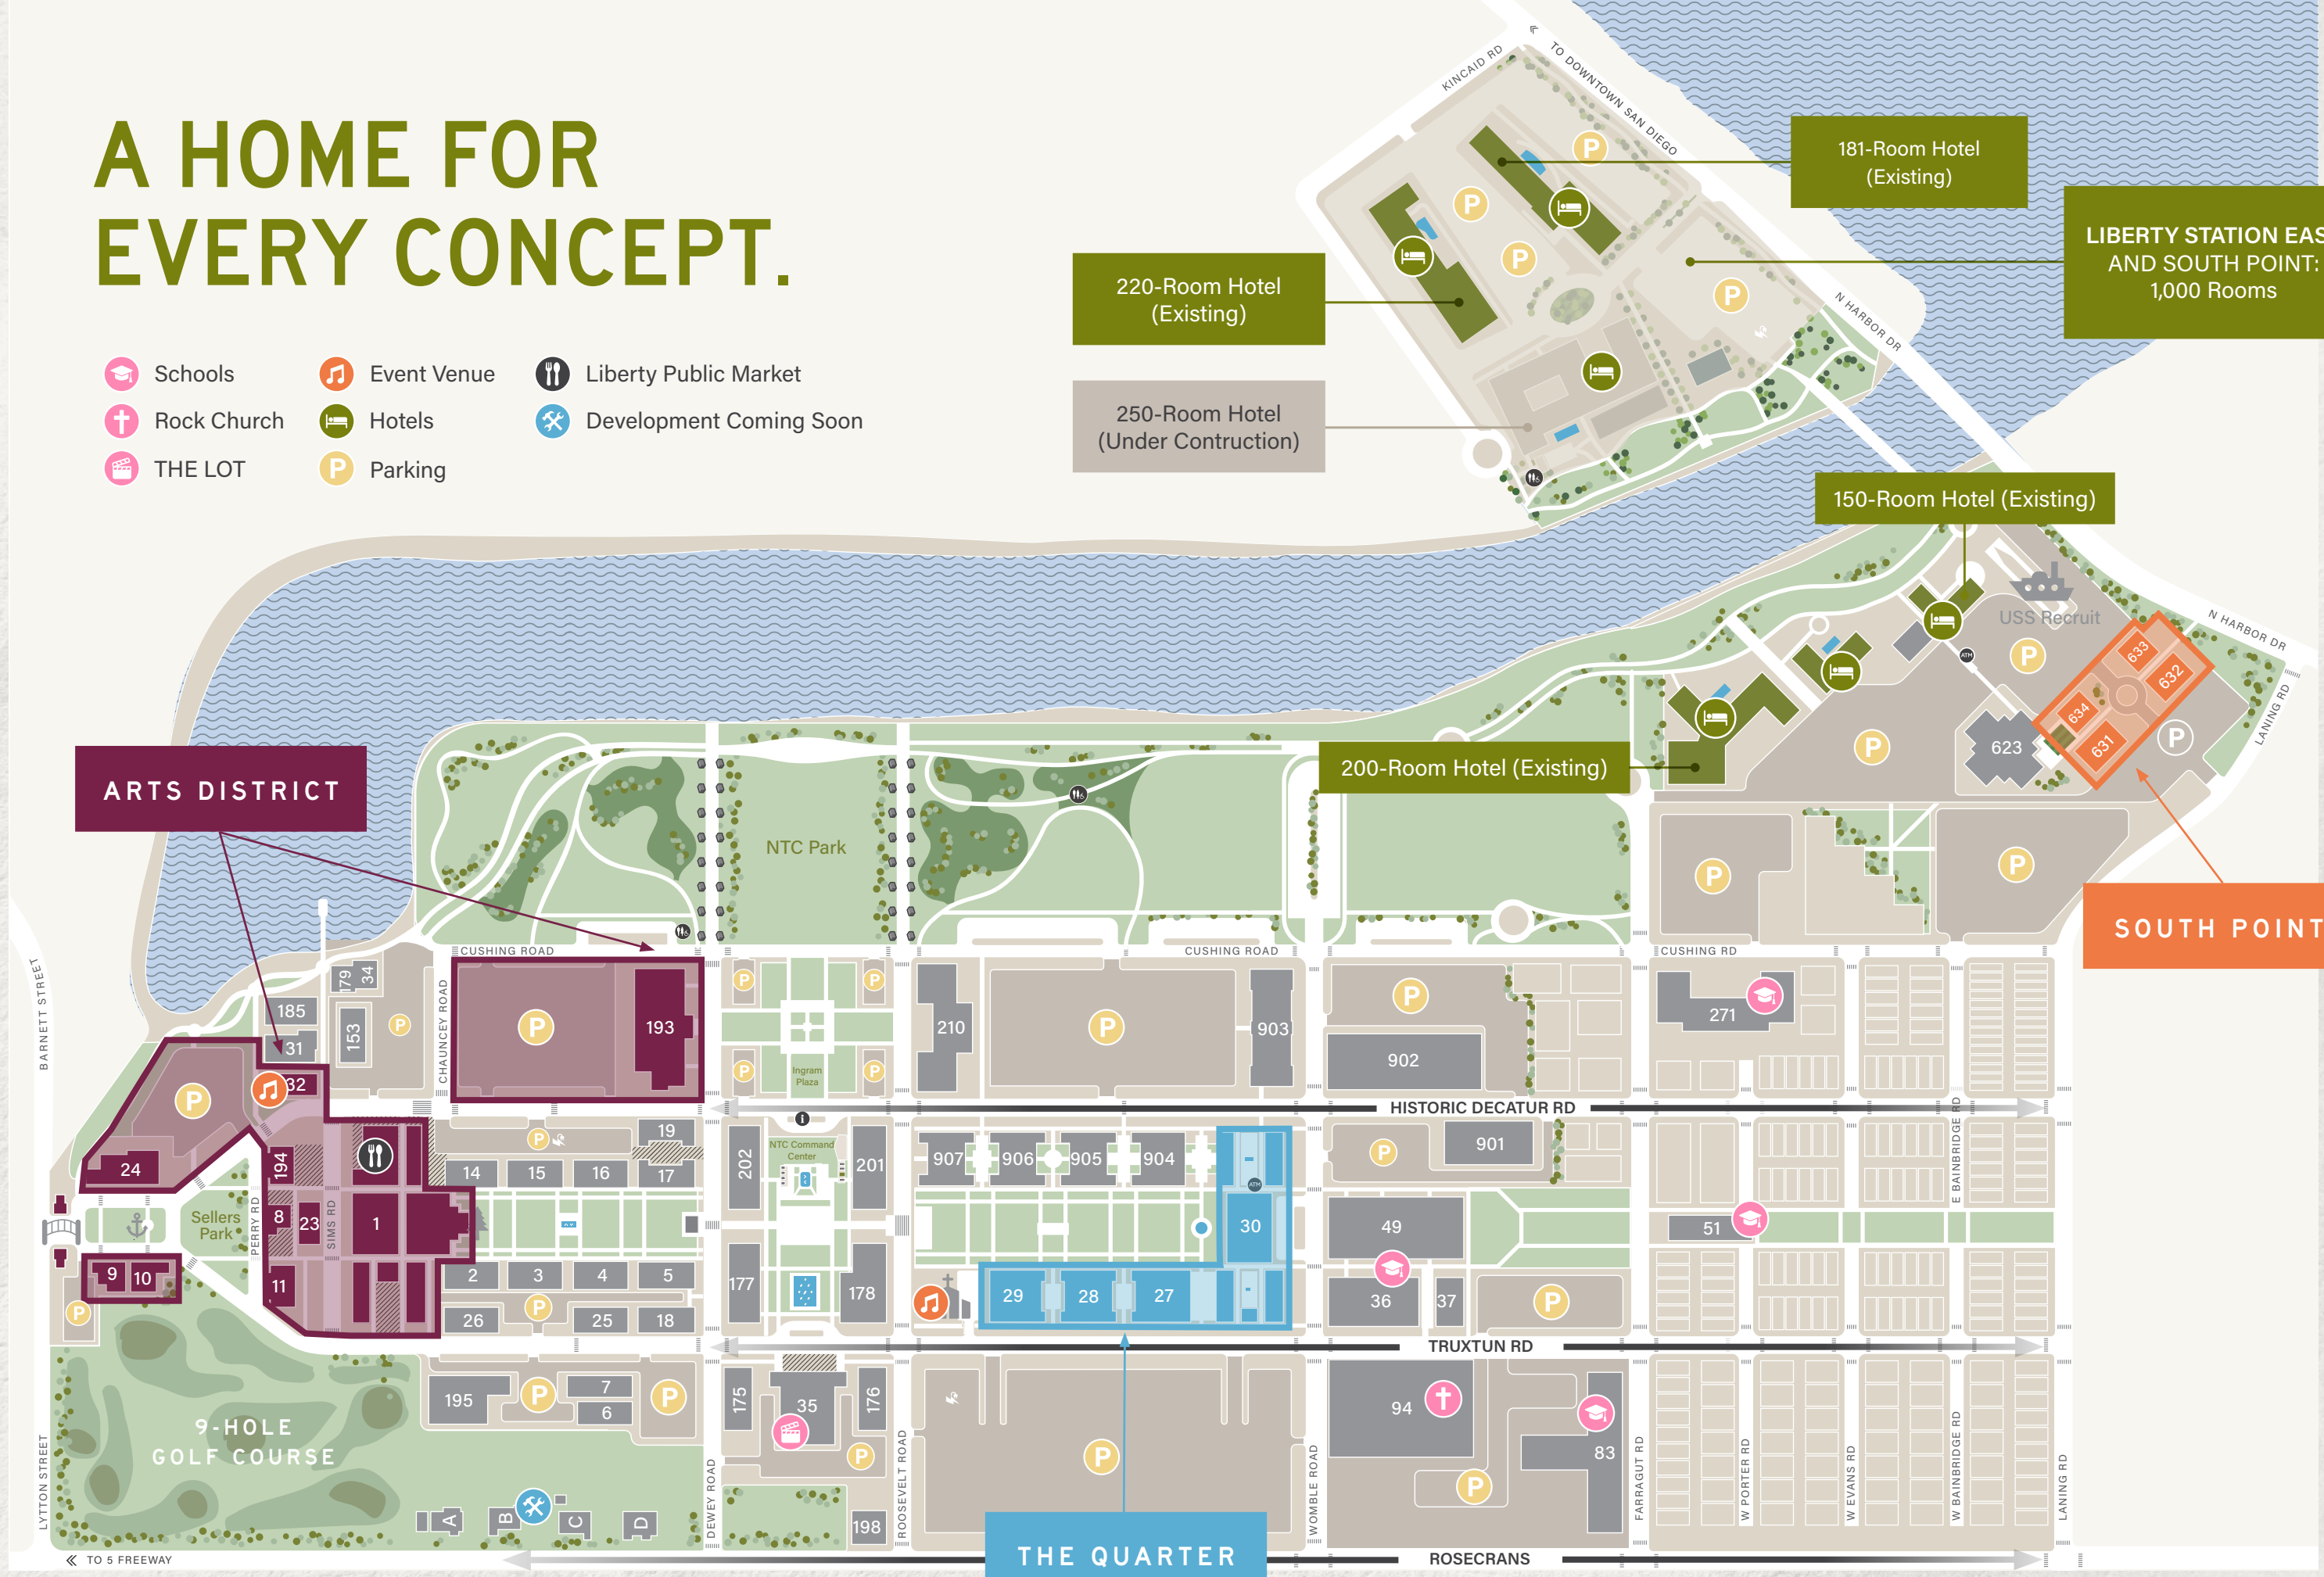 A HOME FOR
EVERY CONCEPT.
Schools
Event Venue
Liberty Public Market
Rock Church
Hotels
Development Coming Soon
THE LOT
P
Parking
KINCAID RD
TO DOWNTOWN SAN DIEGO
181-Room Hotel
(Existing)
LIBERTY STATION EAS
AND SOUTH POINT:
1,000 Rooms
220-Room Hotel
(Existing)
250-Room Hotel
(Under Contruction)
P
P
P
P
N HARBOR DR
150-Room Hotel (Existing)
USS Recruit
N HARBOR DR
ATM
P
633
632
634
631
623
P
P
LANING RD
200-Room Hotel (Existing)
ARTS DISTRICT
NTC Park
P
P
SOUTH POINT
BARNETT STREET
CUSHING ROAD
CUSHING ROAD
CUSHING RD
CHAUNCEY ROAD
179
34
185
153
31
P
32
P
P
193
P
P
P
P
Ingram
Plaza
210
P
903
P
902
271
HISTORIC DECATUR RD
24
194
8
23
1
11
9
10
P
Sellers
Park
PERRY RD
SIMS RD
P
19
14
15
16
17
2
3
4
5
26
P
25
18
202
NTC Command
Center
201
177
178
i
907
906
905
904
ATM
30
29
28
27
P
901
49
36
37
P
51
E BAINBRIDGE RD
TRUXTUN RD
195
P
7
6
P
175
35
176
P
198
P
94
83
P
9-HOLE
GOLF COURSE
A
B
C
D
LYTTON STREET
DEWEY ROAD
ROOSEVELT ROAD
WOMBLE ROAD
FARRAGUT RD
W PORTER RD
W EVANS RD
W BAINBRIDGE RD
LANING RD
TO 5 FREEWAY
THE QUARTER
ROSECRANS